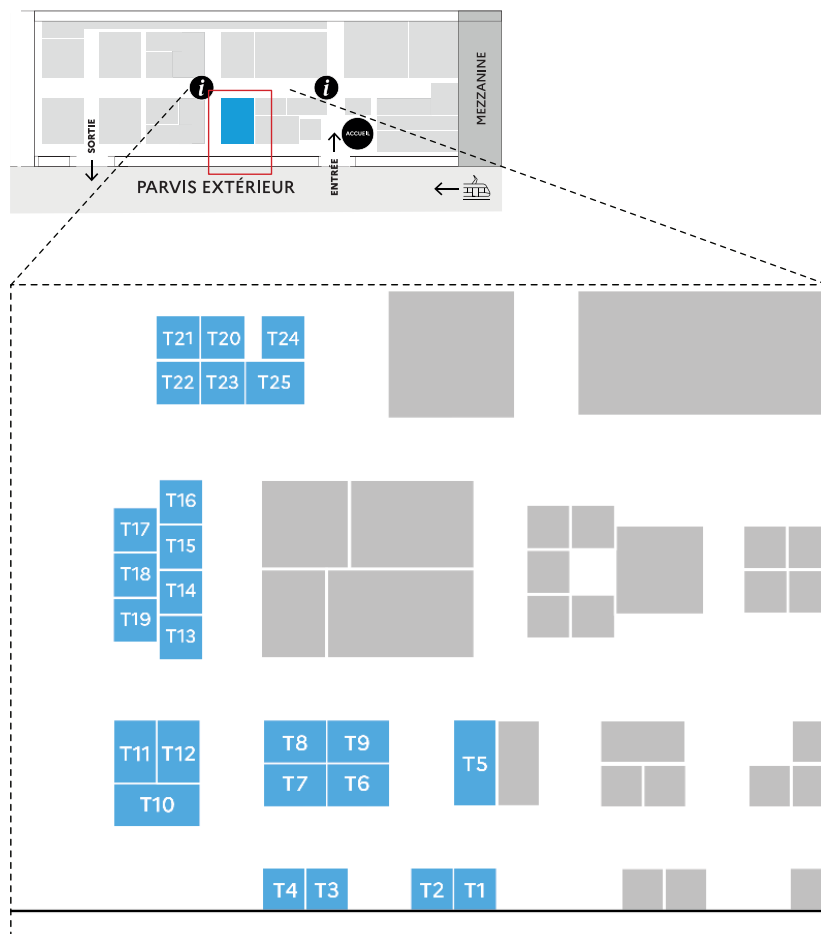 MEZZANINE
i
i
SORTIE
ACCUEIL
ENTRÉE
PARVIS EXTÉRIEUR
T21 T20 T24
T22 T23 T25
T16
T17
T15
T18
T14
T19
T13
T11 T12
T8 T9
T5
T7 T6
T10
T4 T3
T2 T1